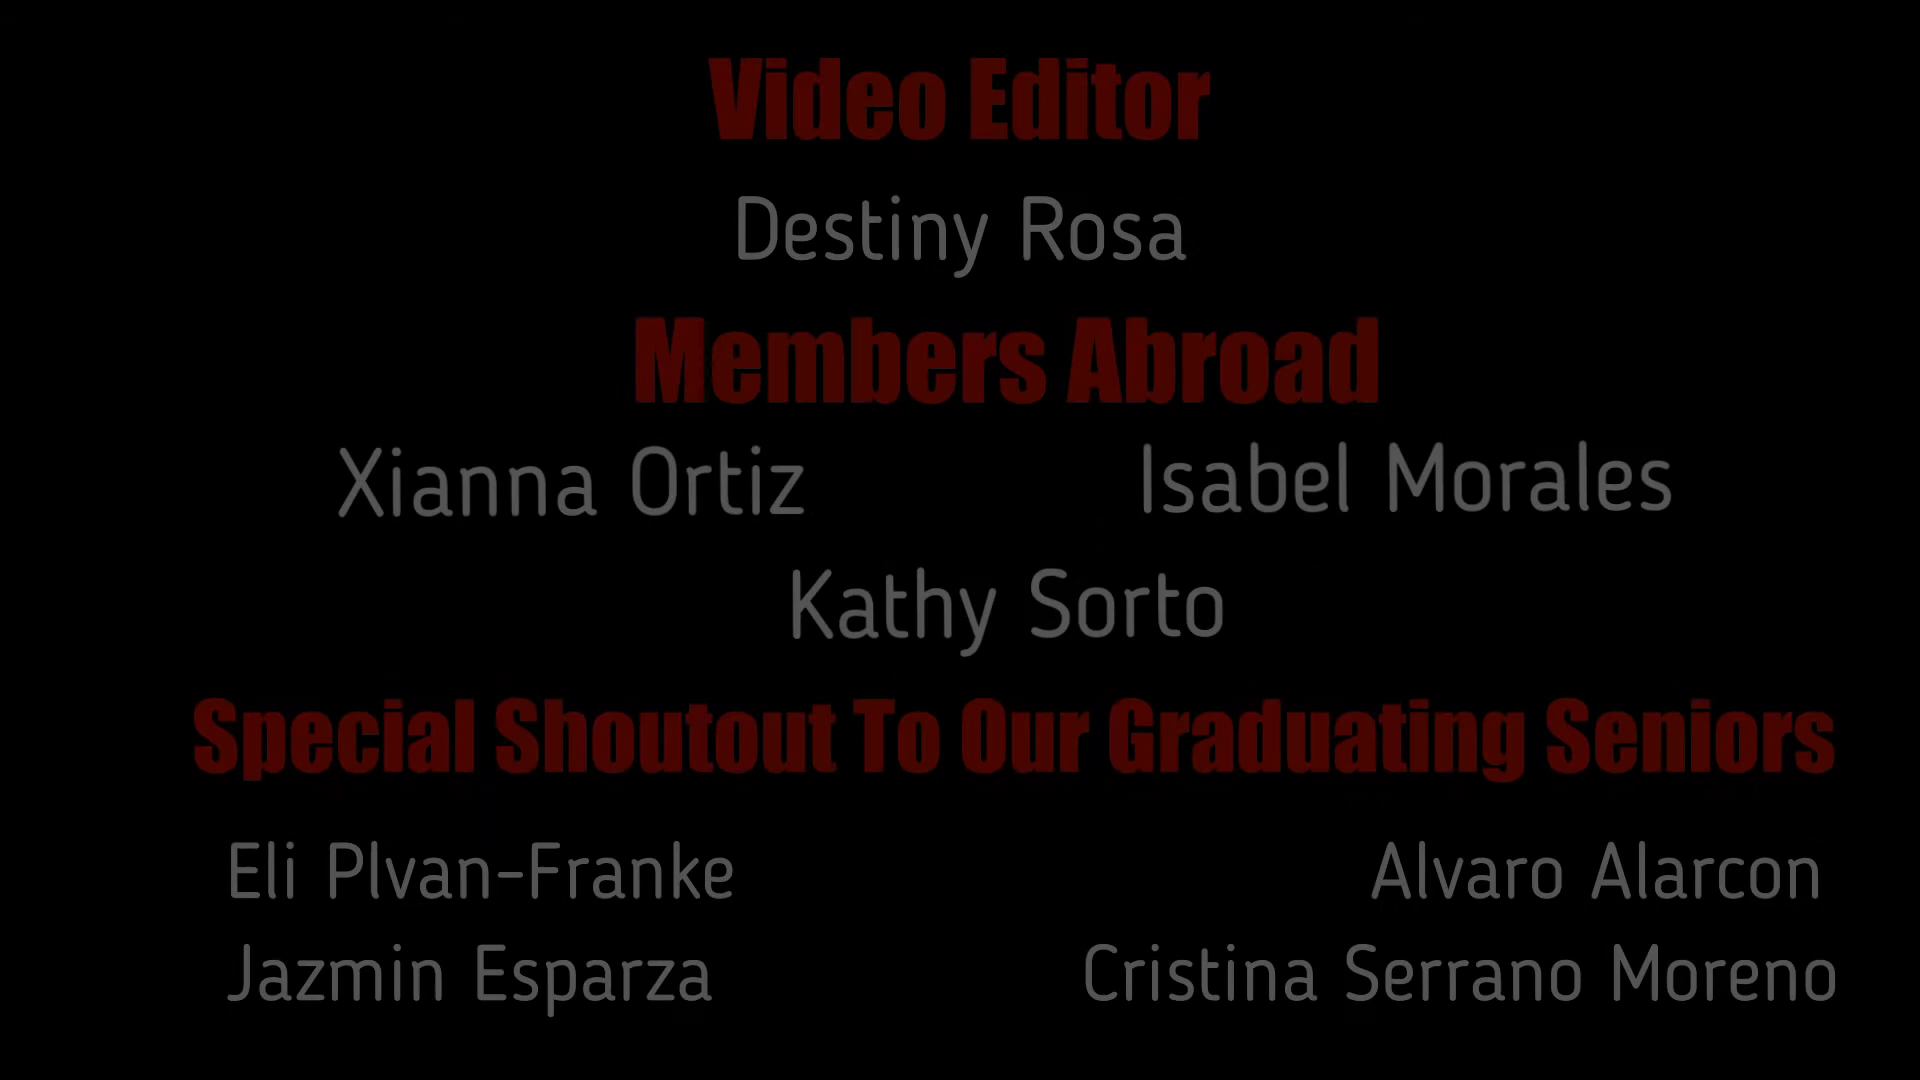 Video Editor
Destiny Rosa
Members Abroad
Xianna Ortiz Isabel Morales
Kathy Sorto
Special Shoutout To Our Graduating Seniors
Eli Plvan-Franke Alvaro Alarcon
Jazmin Esparza Cristina Serrano Moreno